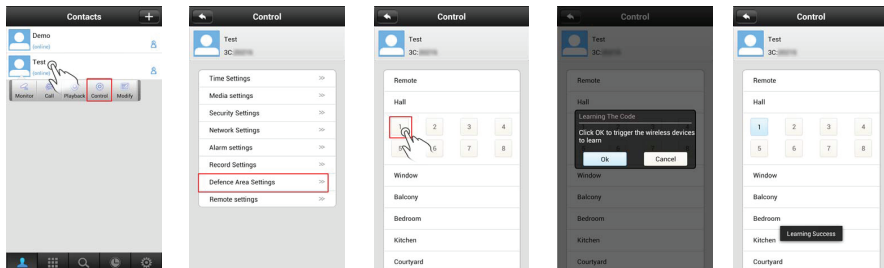 Contacts
Demo
(online)
Test
(online)
Monitor Call Playback Control Modify
Control
Test
3C:
Time Settings
Media settings
Security Settings
Network Settings
Alarm settings
Record Settings
Defence Area Settings
Remote settings
Control
Test
3C:
Remote
Hall
1 2 3 4
5 6 7 8
Window
Balcony
Bedroom
Kitchen
Courtyard
Control
Test
3C:
Remote
Hall
Learning The Code
Click OK to trigger the wireless devices
to learn
Ok Cancel
Window
Balcony
Bedroom
Kitchen
Courtyard
Control
Test
3C:
Remote
Hall
1 2 3 4
5 6 7 8
Window
Balcony
Bedroom
Kitchen
Learning Success
Courtyard